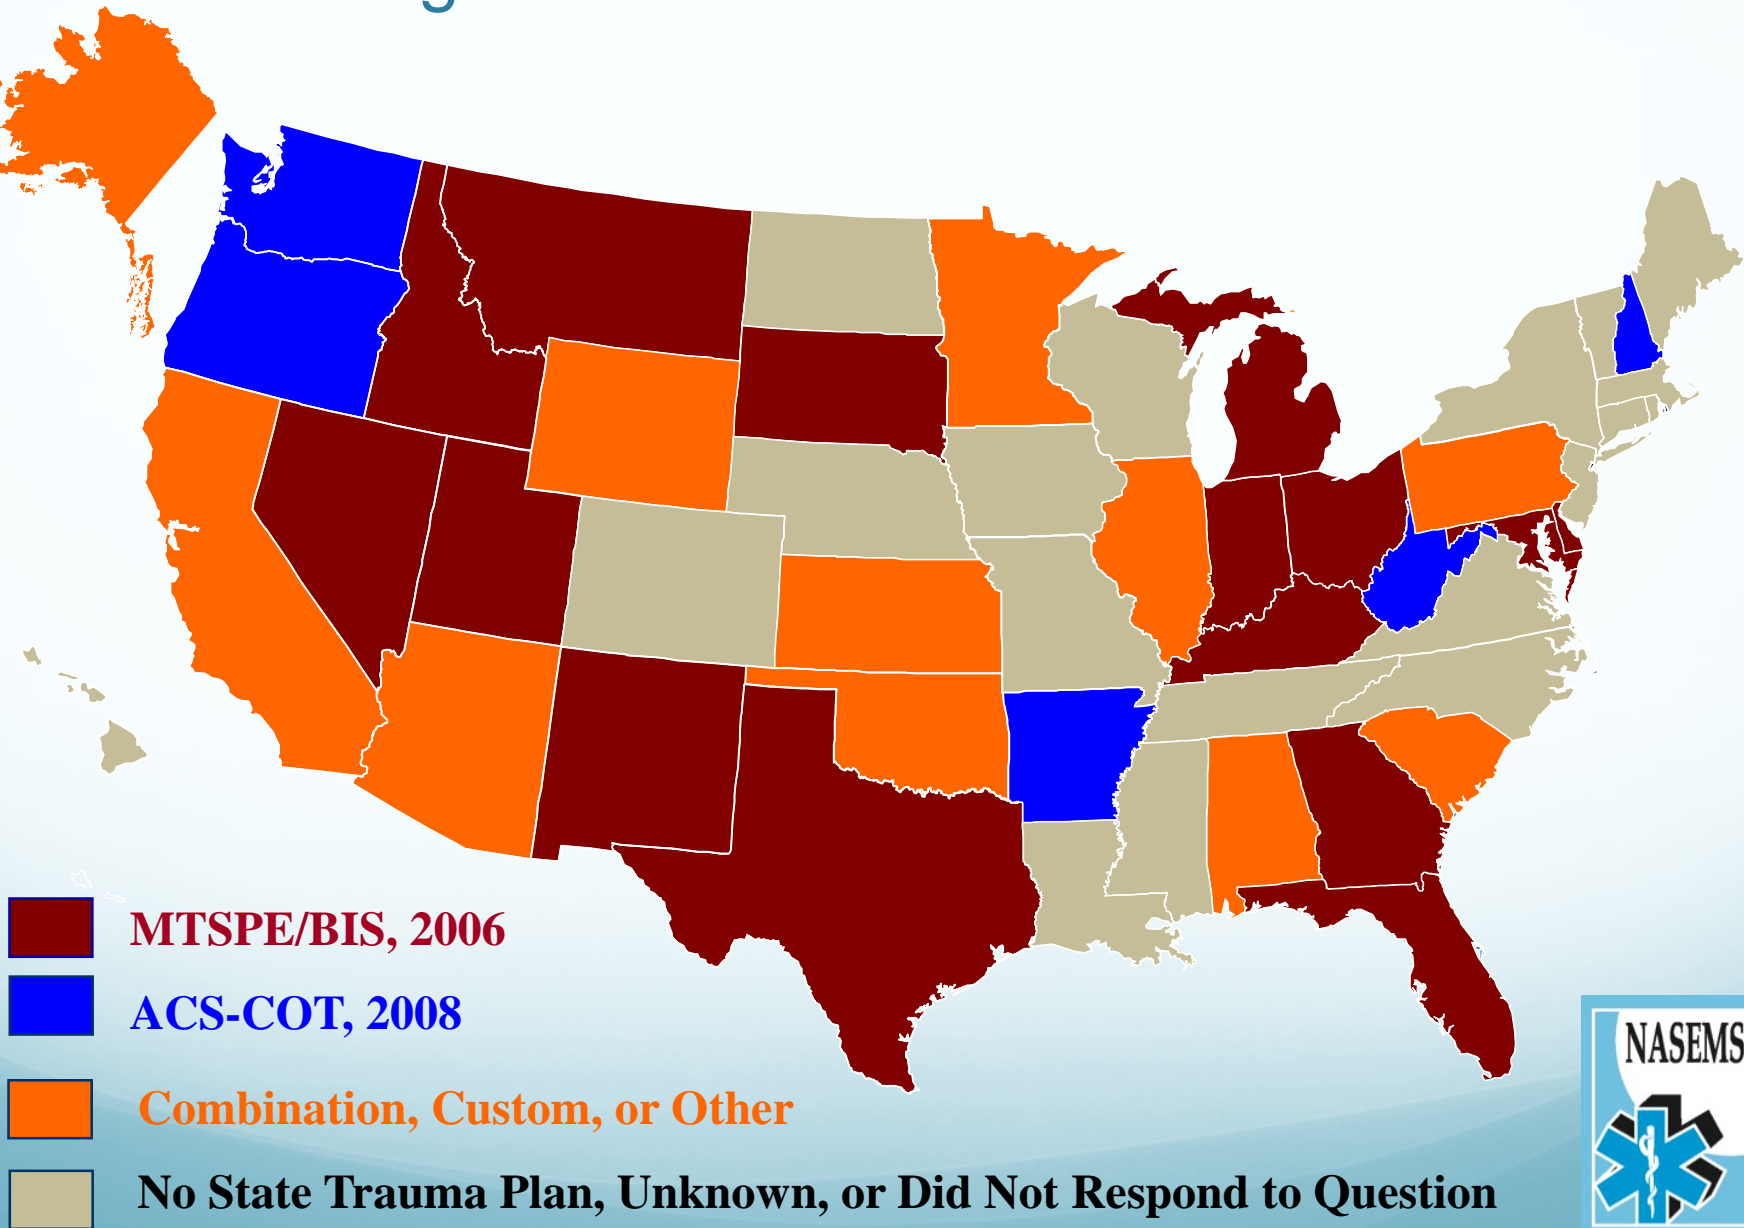 MTSPE/BIS, 2006
ACS-COT, 2008
Combination, Custom, or Other
No State Trauma Plan, Unknown, or Did Not Respond to Question
NASEMS